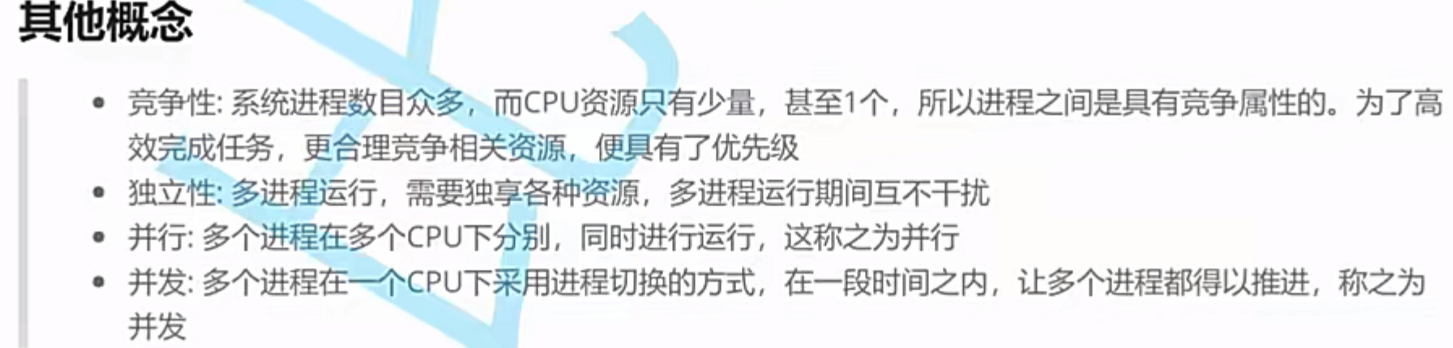 其他概念
竞争性: 系统进程数目众多，而CPU资源只有少量，甚至1个，所以进程之间是具有竞争属性的。为了高
效完成任务，更合理竞争相关资源，便具有了优先级
独立性: 多进程运行，需要独享各种资源，多进程运行期间互不干扰
并行: 多个进程在多个CPU下分别，同时进行运行，这称之为并行
并发: 多个进程在一个CPU下采用进程切换的方式，在一段时间之内，让多个进程都得以推进，称之为
并发